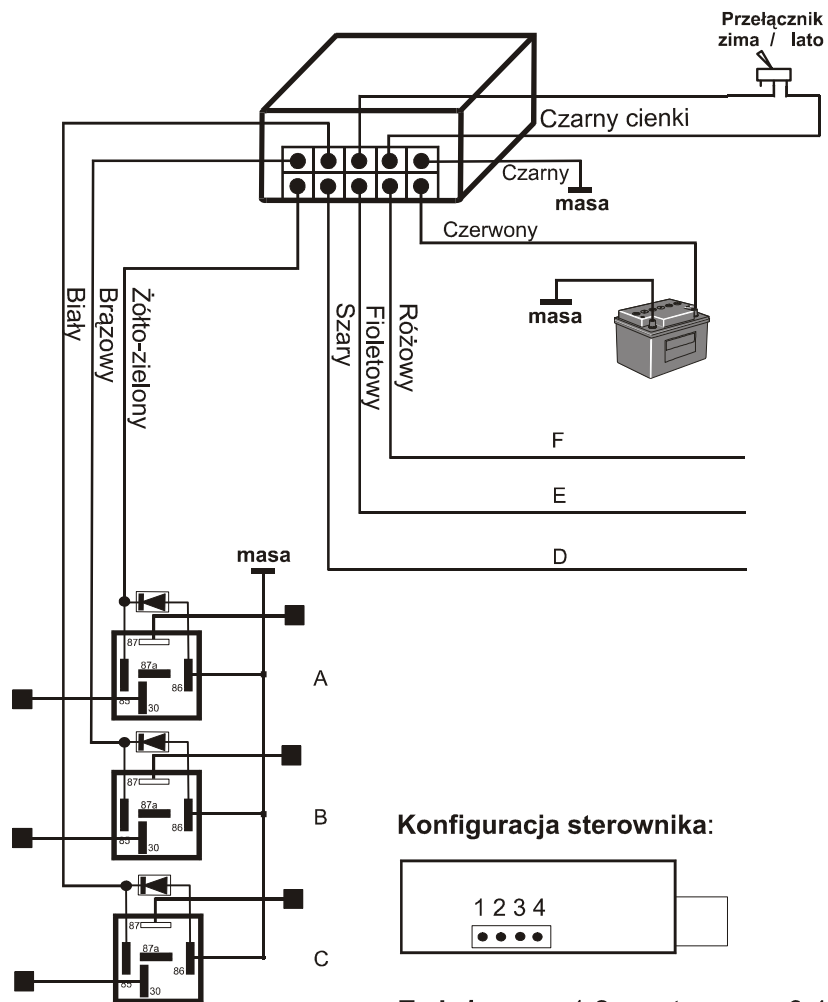 Przełącznik
zima / lato
Czarny cienki
Czarny
masa
Czerwony
masa
Biały
Brązowy
Żółto-zielony
Szary
Fioletowy
Różowy
F
E
D
masa
87
87a
85
86
30
A
87
87a
85
86
30
B
87
87a
85
86
30
C
Konfiguracja sterownika:
1 2 3 4